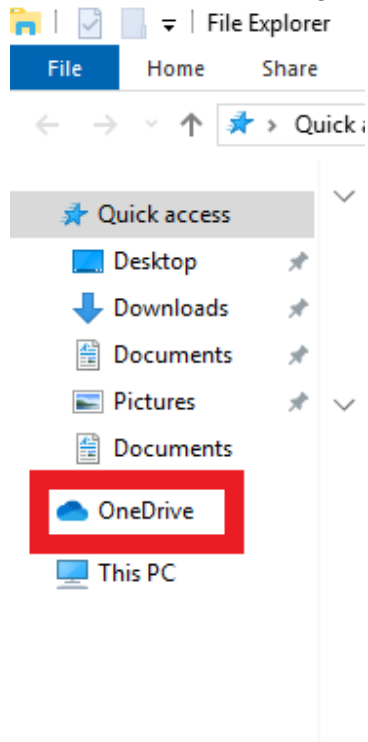 File Explorer
File Home Share
Quick
Quick access
Desktop
Downloads
Documents
Pictures
Documents
OneDrive
This PC